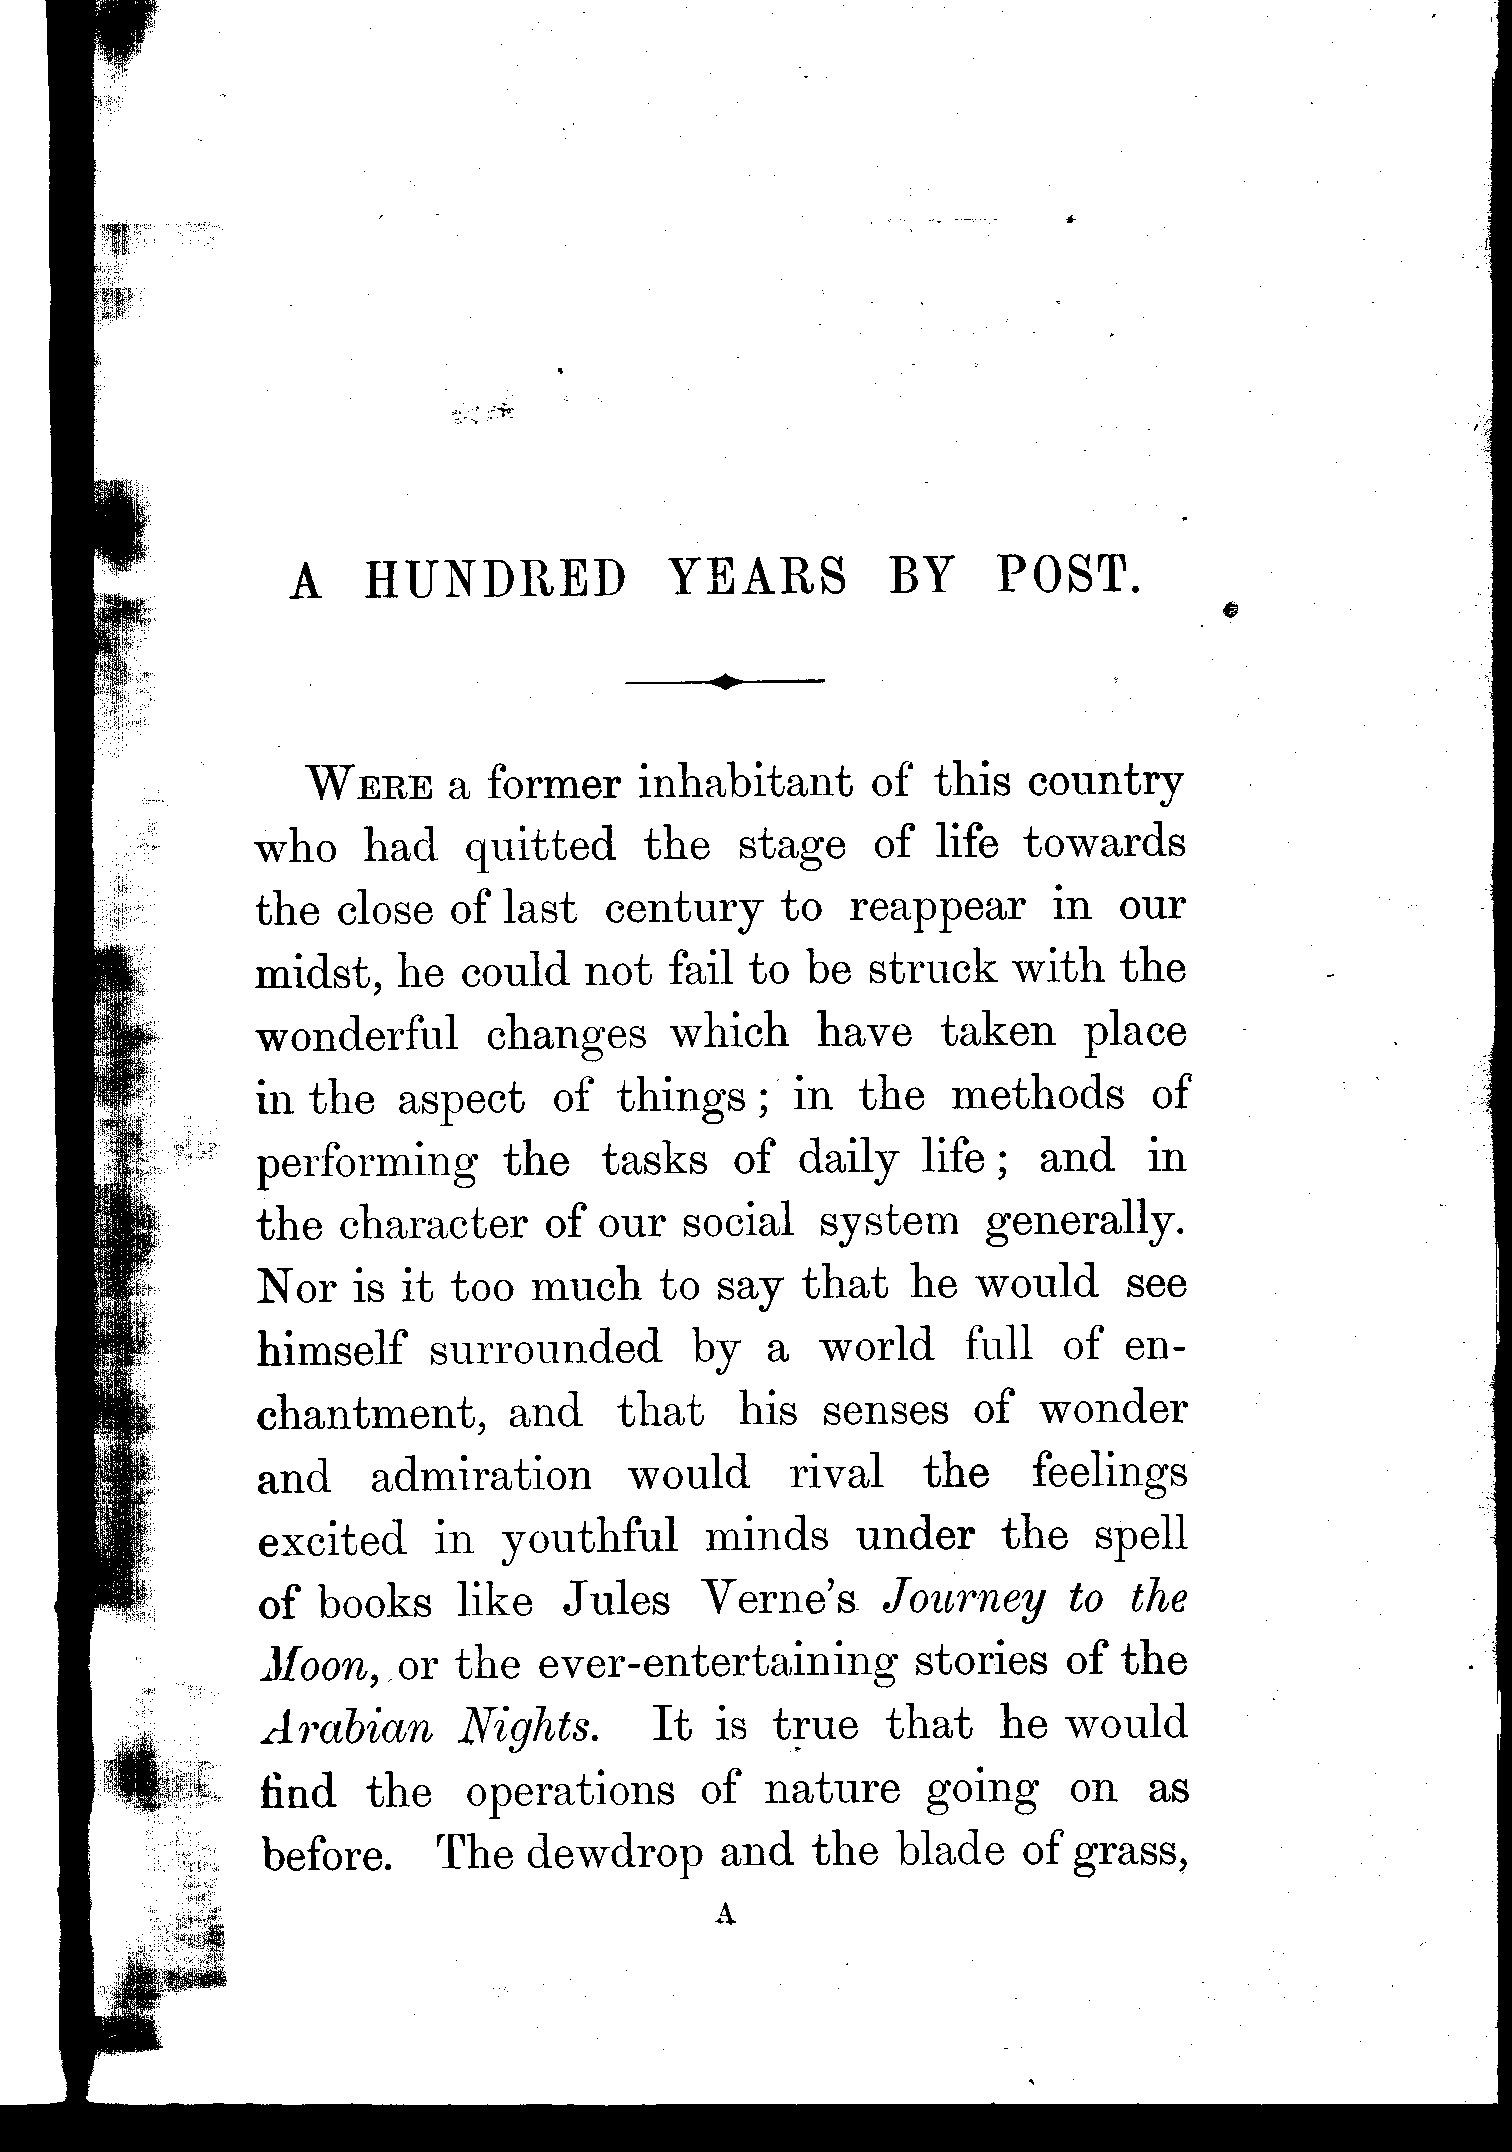 A HUNDRED YEARS BY POST.
WERE a former inhabitant of this country
who had quitted the stage of life towards
the close of last century to reappear in our
midst, he could not fail to be struck with the
wonderful changes which have taken place
in the aspect of things; in the methods of
performing the tasks of daily life; and in
the character of our social system generally.
Nor is it too much to say that he would see
himself surrounded by a world full of en-
chantment, and that his senses of wonder
and admiration would rival the feelings
excited in youthful minds under the spell
of books like Jules Verne's Journey to the
Moon, or the ever-entertaining stories of the
Arabian Nights. It is true that he would
find the operations of nature going on as
before. The dewdrop and the blade of grass,
A